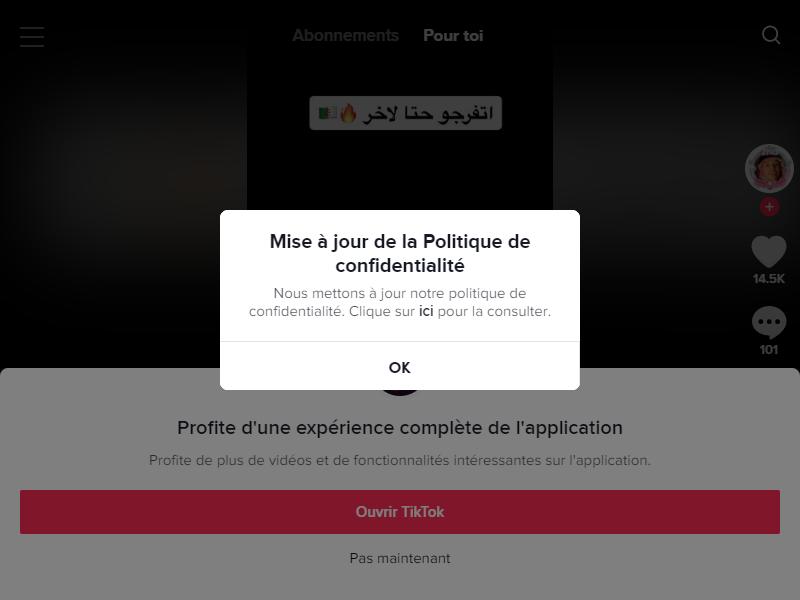 Abonnements Pour toi
اتفرجو حتا لاخر 🔥🇩🇿
14.5K
101
Mise à jour de la Politique de
confidentialité
Nous mettons à jour notre politique de
confidentialité. Clique sur ici pour la consulter.
OK
Profite d'une expérience complète de l'application
Profite de plus de vidéos et de fonctionnalités intéressantes sur l'application.
Ouvrir TikTok
Pas maintenant